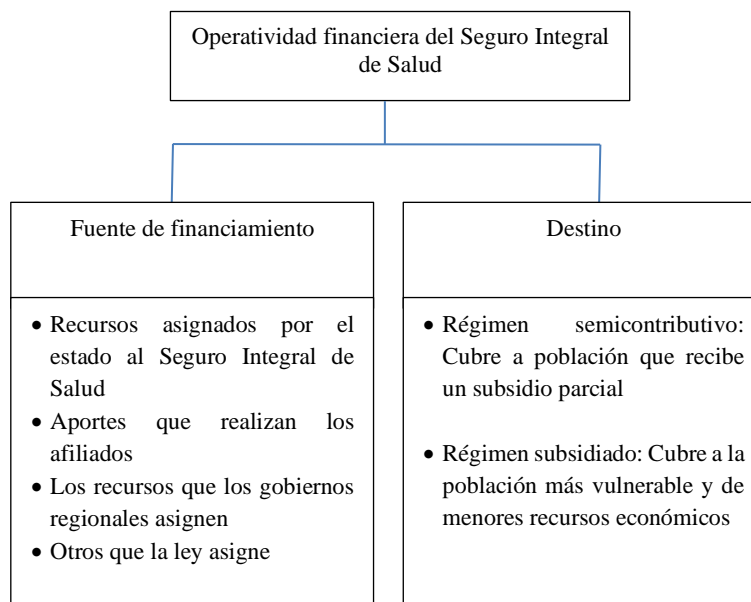 Operatividad financiera del Seguro Integral
de Salud
Fuente de financiamiento
• Recursos asignados por el
estado al Seguro Integral de
Salud
• Aportes que realizan los
afiliados
• Los recursos que los gobiernos
regionales asignen
• Otros que la ley asigne
Destino
• Régimen semicontributivo:
Cubre a población que recibe
un subsidio parcial
• Régimen subsidiado: Cubre a la
población más vulnerable y de
menores recursos económicos